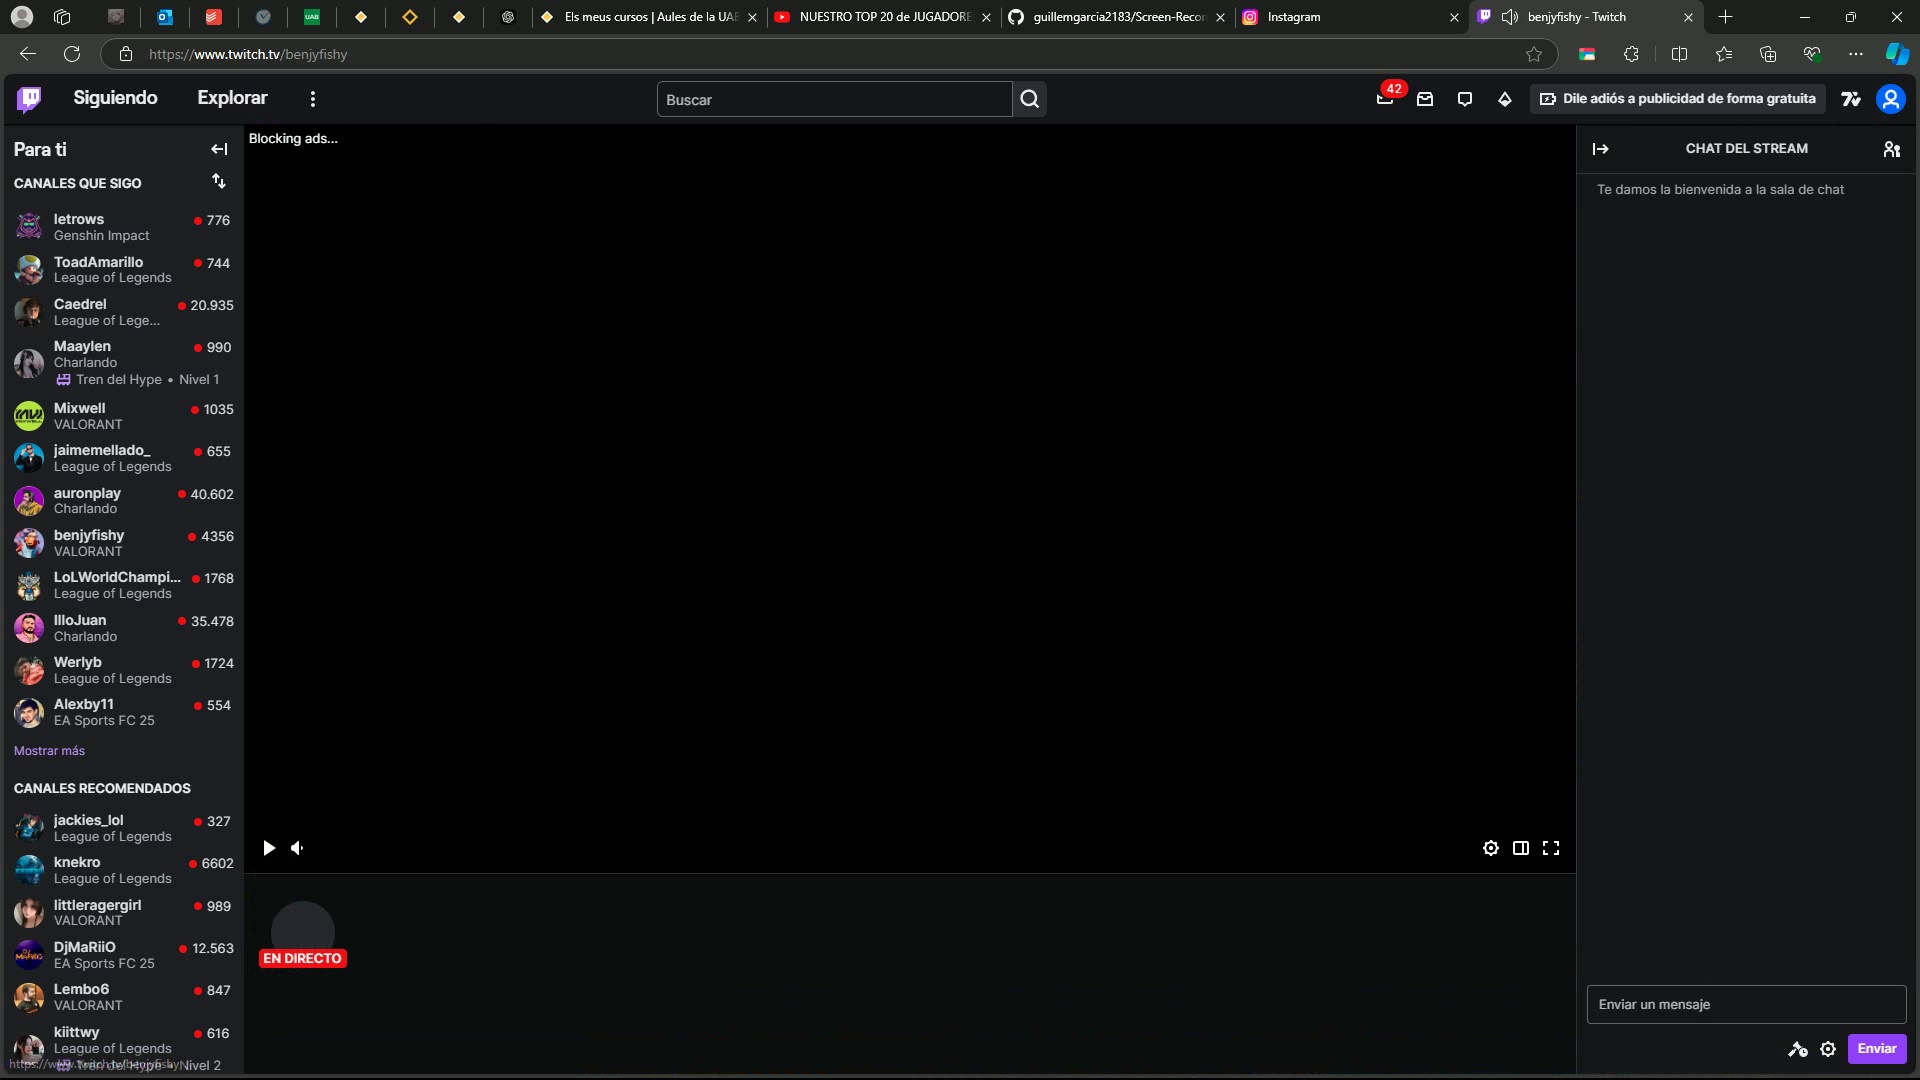 Els meus cursos | Aules de la UAB
NUESTRO TOP 20 de JUGADORE
guillemgarcia2183/Screen-Recor
Instagram
benjyfishy - Twitch
https://www.twitch.tv/benjyfishy
Siguiendo
Explorar
Buscar
42
Dile adiós a publicidad de forma gratuita
Para ti
CANALES QUE SIGO
letrows
776
Genshin Impact
ToadAmarillo
744
League of Legends
Caedrel
20.935
League of Lege...
Maaylen
990
Charlando
Tren del Hype • Nivel 1
Mixwell
1035
VALORANT
jaimemellado_
655
League of Legends
auronplay
40.602
Charlando
benjyfishy
4356
VALORANT
LoLWorldChampi...
1768
League of Legends
IlloJuan
35.478
Charlando
Werlyb
1724
League of Legends
Alexby11
554
EA Sports FC 25
Mostrar más
CANALES RECOMENDADOS
jackies_lol
327
League of Legends
knekro
6602
League of Legends
littleragergirl
989
VALORANT
DjMaRiiO
12.563
EA Sports FC 25
Lembo6
847
VALORANT
kiittwy
616
League of Legends
Tren del Hype • Nivel 2
https://www.twitch.tv/benjyfishy
Blocking ads...
EN DIRECTO
CHAT DEL STREAM
Te damos la bienvenida a la sala de chat
Enviar un mensaje
Enviar